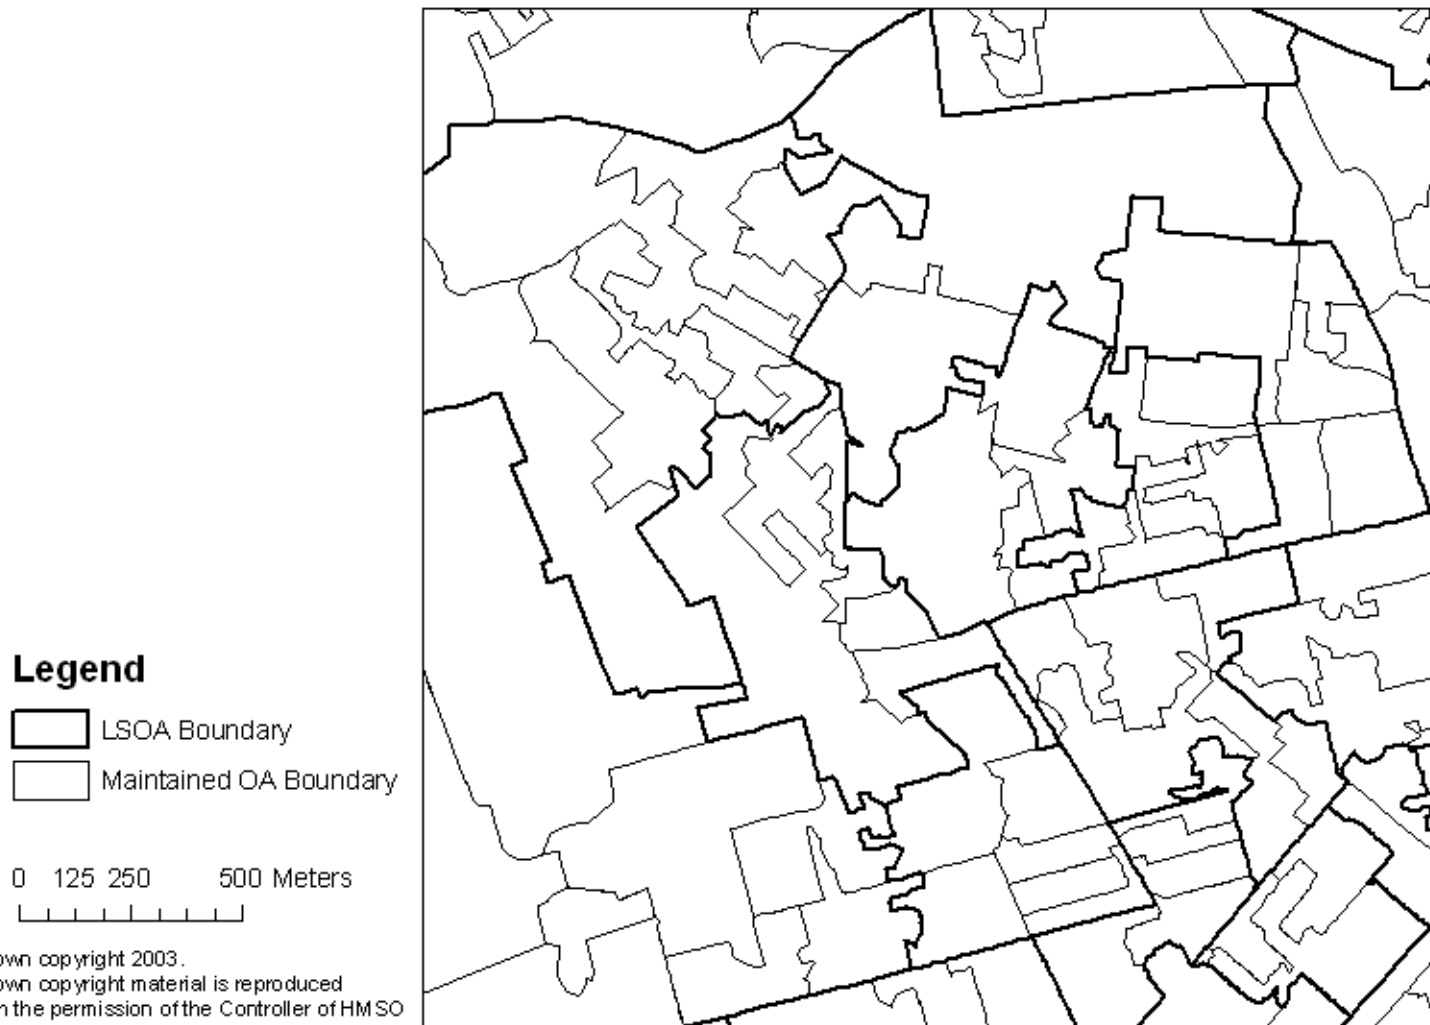 Legend
LSOA Boundary
Maintained OA Boundary
0 125 250 500 Meters
own copyright 2003.
own copyright material is reproduced
the permission of the Controller of HMSO